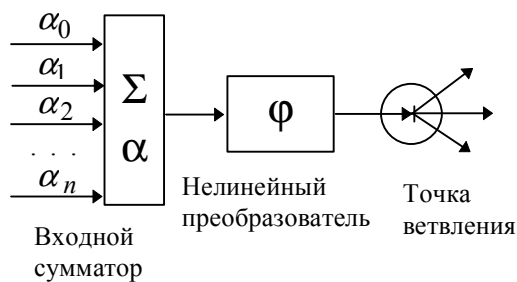 α0
α1
α2
. . .
αn
Σ
α
φ
Входной
сумматор
Нелинейный
преобразователь
Точка
ветвления